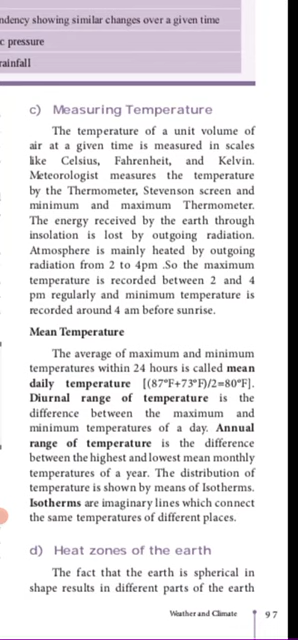 ndency showing similar changes over a given time
c pressure
rainfall
c) Measuring Temperature
The temperature of a unit volume of
air at a given time is measured in scales
like Celsius, Fahrenheit, and Kelvin.
Meteorologist measures the temperature
by the Thermometer, Stevenson screen and
minimum and maximum Thermometer.
The energy received by the earth through
insolation is lost by outgoing radiation.
Atmosphere is mainly heated by outgoing
radiation from 2 to 4pm .So the maximum
temperature is recorded between 2 and 4
pm regularly and minimum temperature is
recorded around 4 am before sunrise.
Mean Temperature
The average of maximum and minimum
temperatures within 24 hours is called mean
daily temperature [(87°F+73°F)/2=80°F].
Diurnal range of temperature is the
difference between the maximum and
minimum temperatures of a day. Annual
range of temperature is the difference
between the highest and lowest mean monthly
temperatures of a year. The distribution of
temperature is shown by means of Isotherms.
Isotherms are imaginary lines which connect
the same temperatures of different places.
d) Heat zones of the earth
The fact that the earth is spherical in
shape results in different parts of the earth
Weather and Climate 97